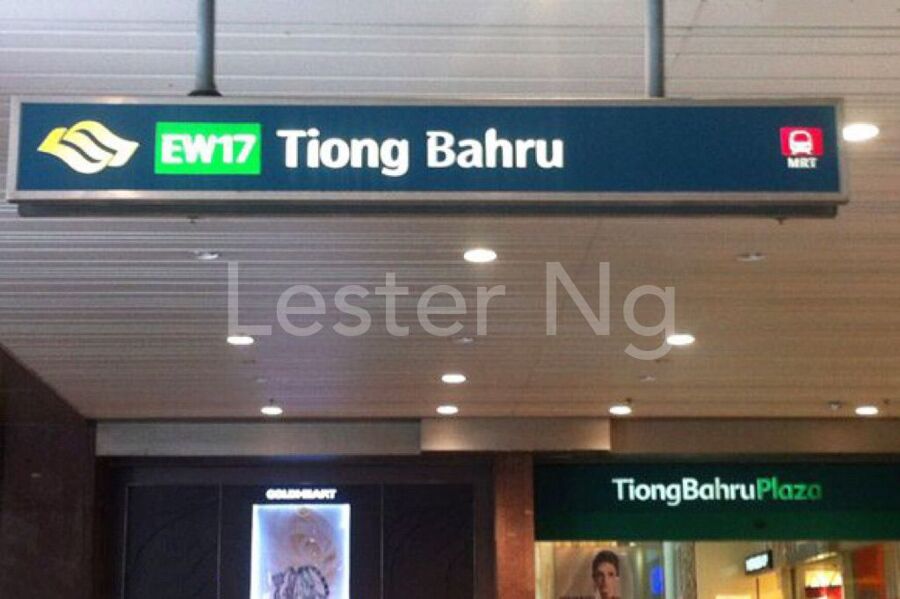 EW17 Tiong Bahru
MRT
Lester Ng
GOLDHEART
TiongBahruPlaza